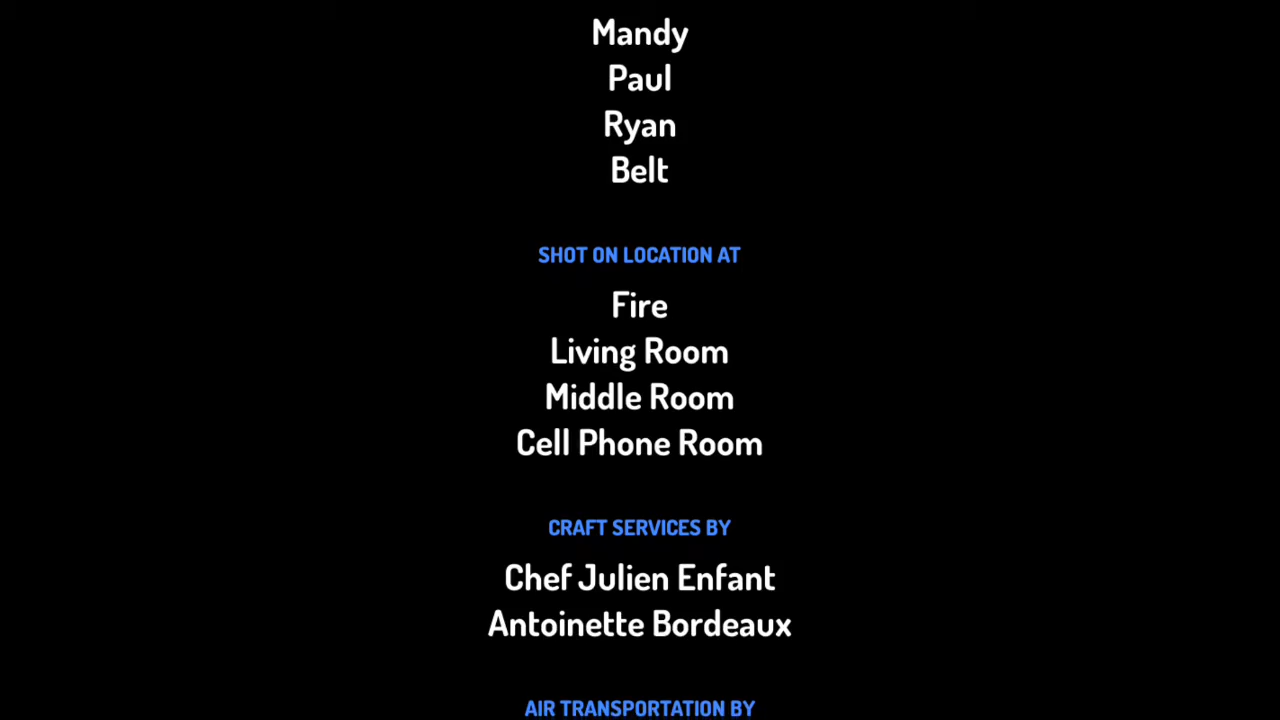 Mandy
Paul
Ryan
Belt
SHOT ON LOCATION AT
Fire
Living Room
Middle Room
Cell Phone Room
CRAFT SERVICES BY
Chef Julien Enfant
Antoinette Bordeaux
AIR TRANSPORTATION BY